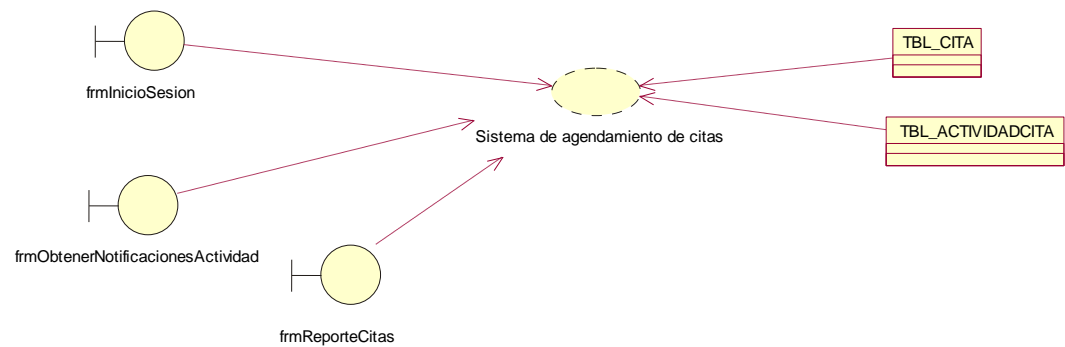 TBL_CITA
frmInicioSesion
TBL_ACTIVIDADCITA
Sistema de agendamiento de citas
frmObtenerNotificacionesActividad
frmReporteCitas